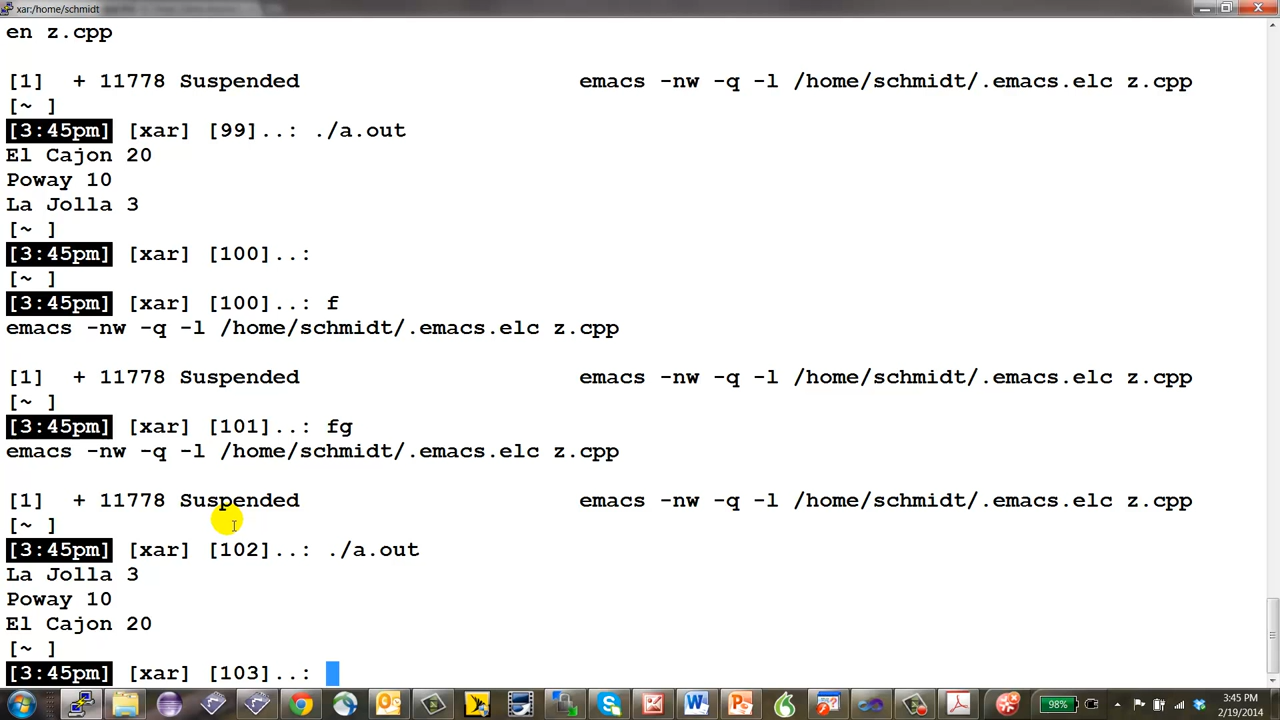 xar:/home/schmidt
en z.cpp
[1]  + 11778 Suspended                     emacs -nw -q -l /home/schmidt/.emacs.elc z.cpp
[~ ]
[3:45pm] [xar] [99]..: ./a.out
El Cajon 20
Poway 10
La Jolla 3
[~ ]
[3:45pm] [xar] [100]..:
[~ ]
[3:45pm] [xar] [100]..: f
emacs -nw -q -l /home/schmidt/.emacs.elc z.cpp
[1]  + 11778 Suspended                     emacs -nw -q -l /home/schmidt/.emacs.elc z.cpp
[~ ]
[3:45pm] [xar] [101]..: fg
emacs -nw -q -l /home/schmidt/.emacs.elc z.cpp
[1]  + 11778 Suspended                     emacs -nw -q -l /home/schmidt/.emacs.elc z.cpp
[~ ]
[3:45pm] [xar] [102]..: ./a.out
La Jolla 3
Poway 10
El Cajon 20
[~ ]
[3:45pm] [xar] [103]..:
98%
3:45 PM
2/19/2014